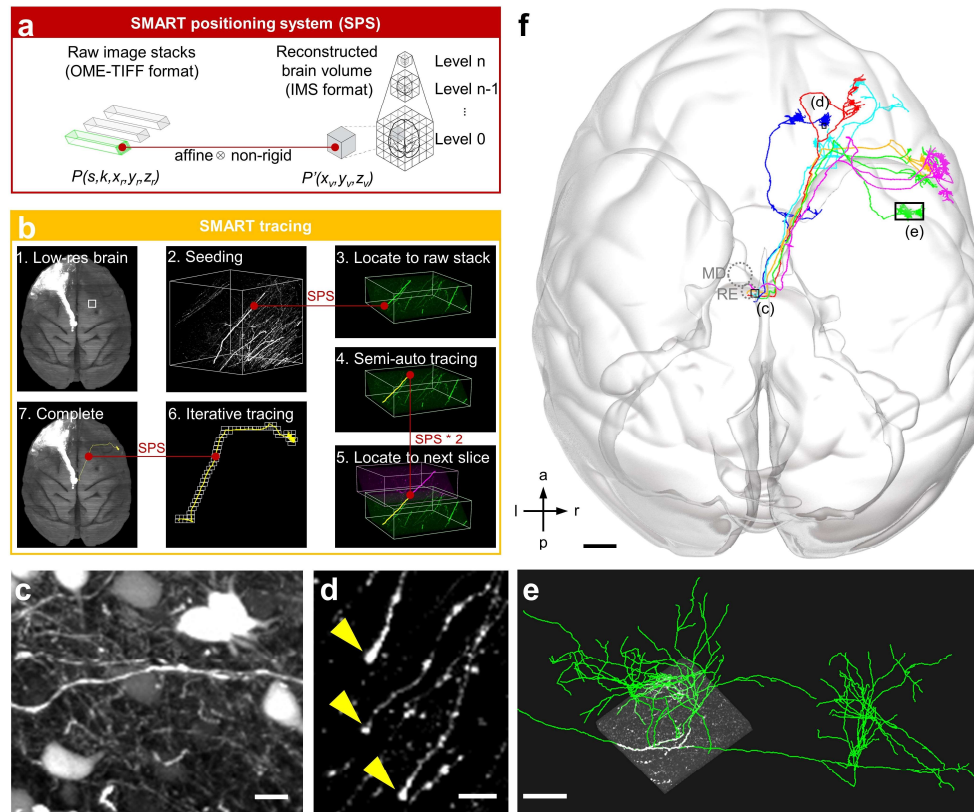 a
SMART positioning system (SPS)
Raw image stacks
(OME-TIFF format)
Reconstructed
brain volume
(IMS format)
Level n
Level n-1
...
Level 0
affine ⊗ non-rigid
P(s,k,xr,yr,zr)
P'(xv,yv,zv)
b
SMART tracing
1. Low-res brain
2. Seeding
3. Locate to raw stack
SPS
4. Semi-auto tracing
7. Complete
6. Iterative tracing
SPS
SPS * 2
5. Locate to next slice
c
d
e
f
(d)
(e)
MD
RE
(c)
a
l
r
p